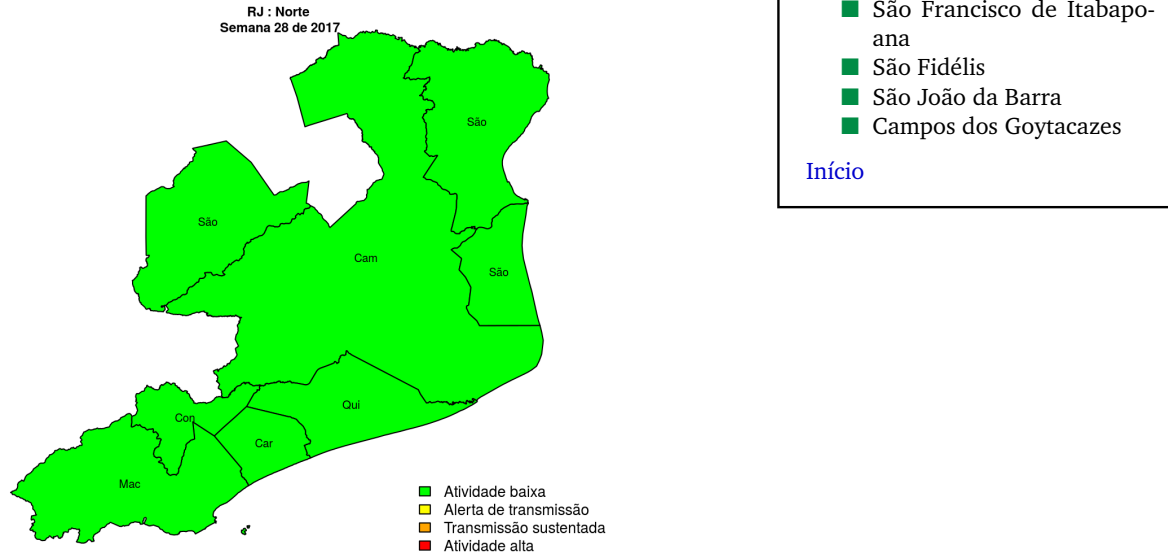 RJ : Norte
Semana 28 de 2017
São
São
Cam
São
Qui
Con
Car
Mac
Atividade baixa
Alerta de transmissão
Transmissão sustentada
Atividade alta
São Francisco de Itabapo-
ana
São Fidélis
São João da Barra
Campos dos Goytacazes
Início